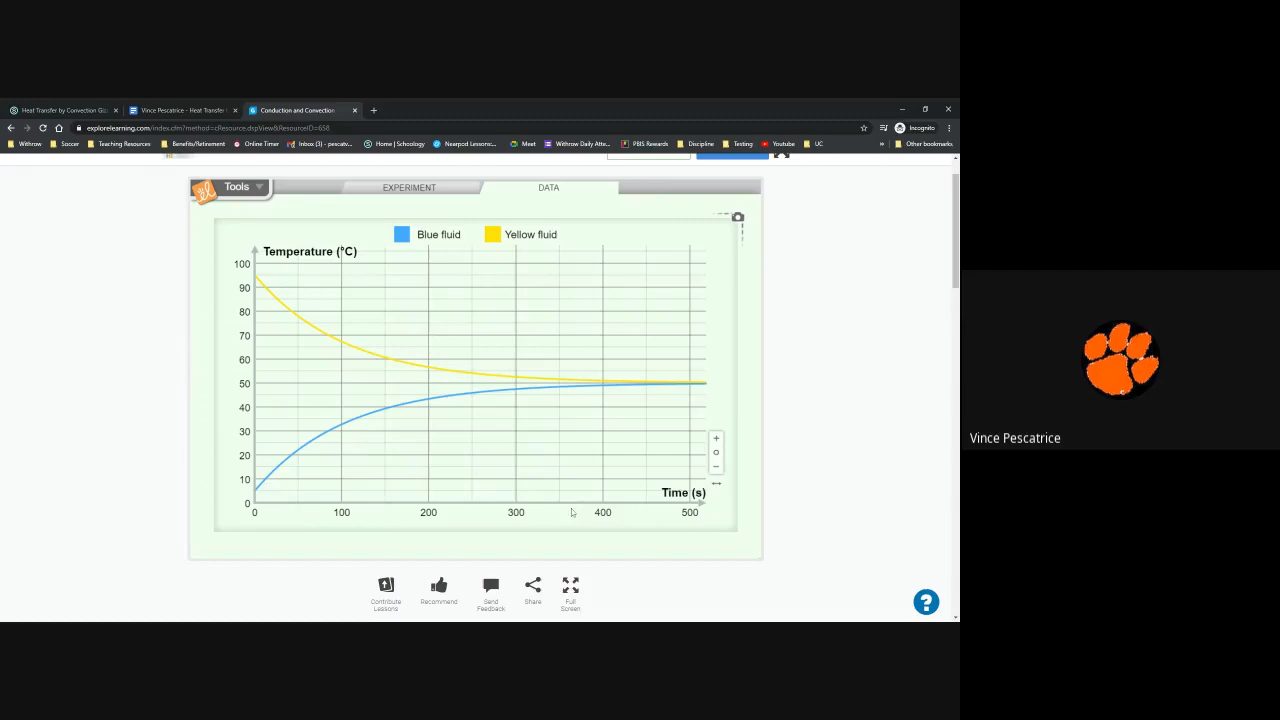 Heat Transfer by Convection Giz
Vince Pescatrice - Heat Transfer
Conduction and Convection
explorelearning.com/index.cfm?method=cResource.dspView&ResourceID=658
Incognito
Withrow
Soccer
Teaching Resources
Benefits/Retirement
Online Timer
Inbox (3) - pescatv...
Home | Schoology
Nearpod Lessons:...
Meet
Withrow Daily Atte...
PBIS Rewards
Discipline
Testing
Youtube
UC
»
Other bookmarks
Tools
EXPERIMENT
DATA
Blue fluid
Yellow fluid
Temperature (°C)
100
90
80
70
60
50
40
30
20
10
0
Time (s)
0 100 200 300 400 500
Contribute Lessons
Recommend
Send Feedback
Share
Full Screen
?
Vince Pescatrice